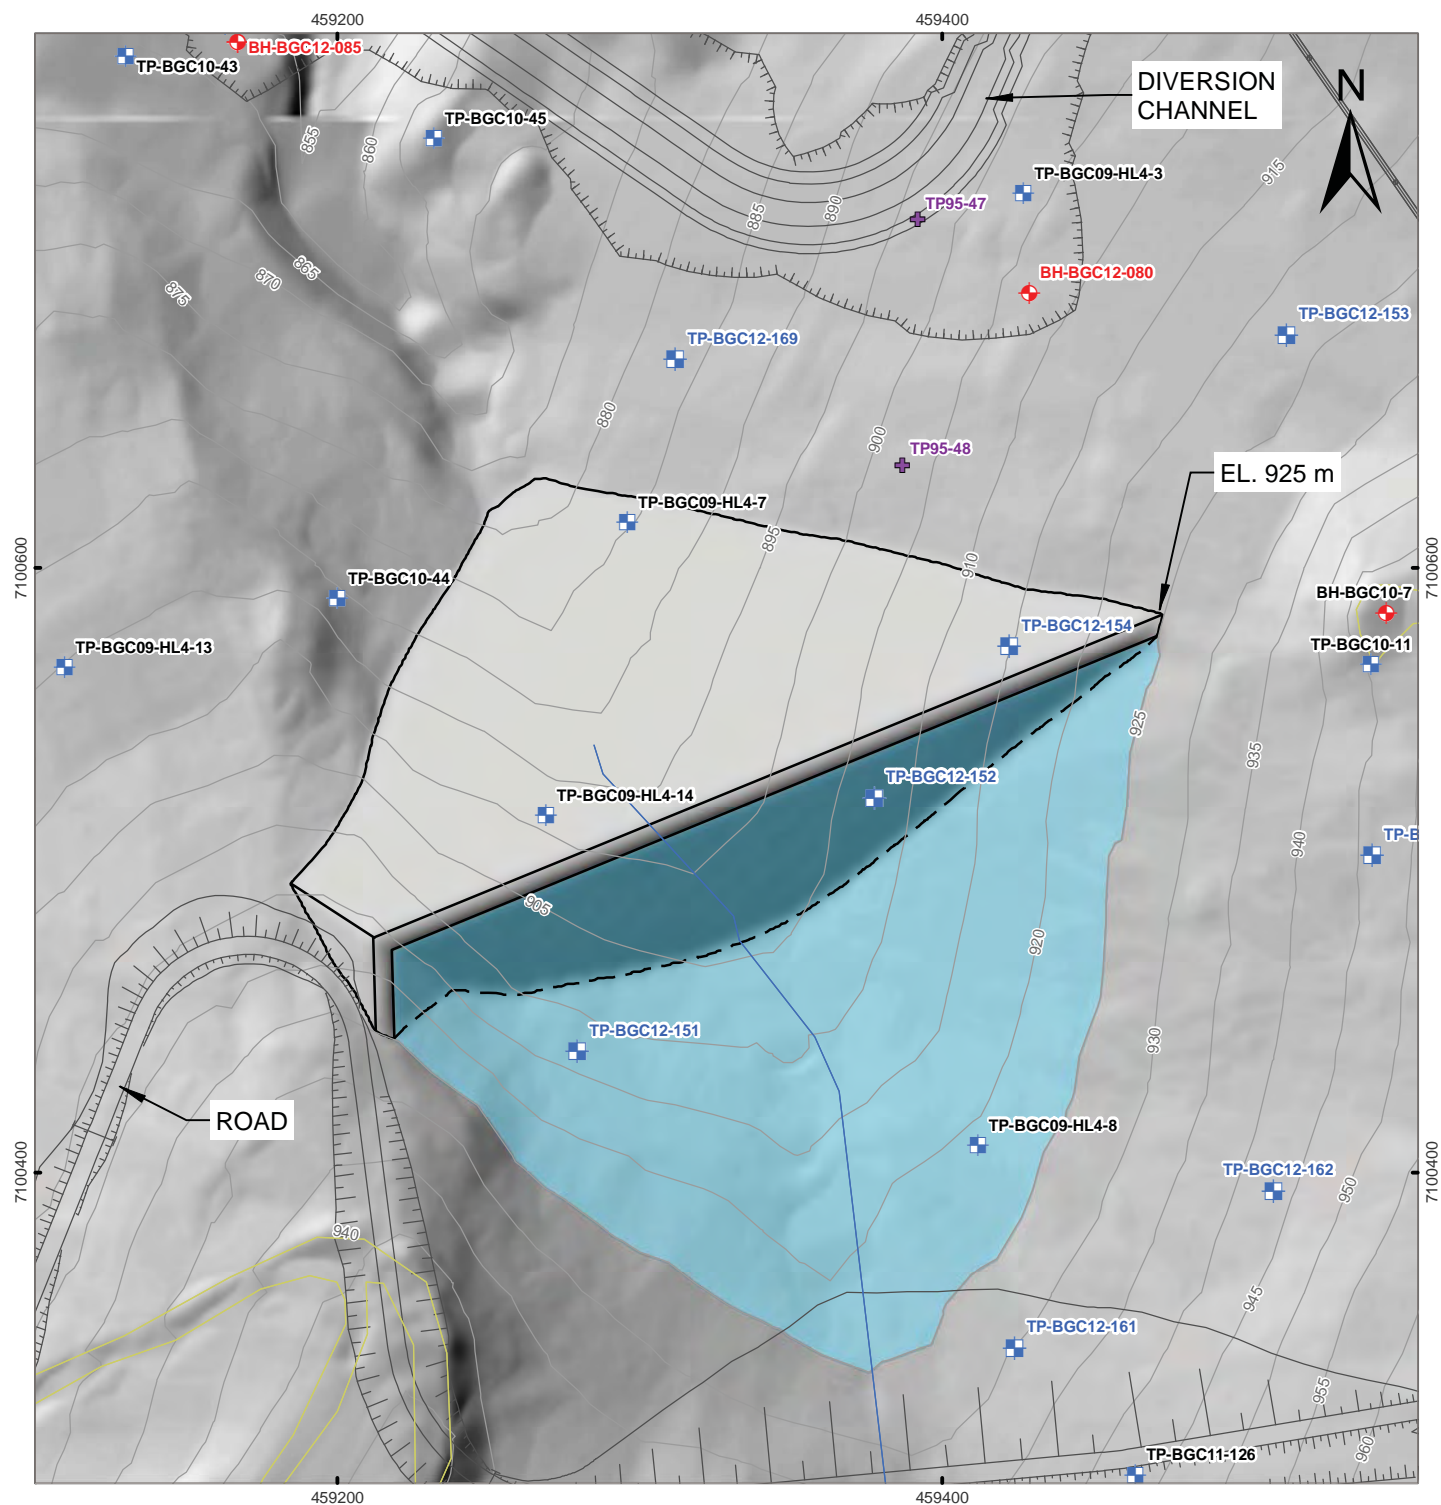 459200
459400
BH-BGC12-085
TP-BGC10-43
DIVERSION
CHANNEL
N
TP-BGC10-45
855
860
915
TP-BGC09-HL4-3
TP95-47
885
890
BH-BGC12-080
865
870
875
TP-BGC12-153
TP-BGC12-169
880
900
TP95-48
EL. 925 m
TP-BGC09-HL4-7
895
910
7100600
7100600
TP-BGC10-44
BH-BGC10-7
TP-BGC12-154
TP-BGC09-HL4-13
TP-BGC10-11
925
935
TP-BGC12-152
TP-BGC09-HL4-14
940
TP-B
905
920
TP-BGC12-151
930
ROAD
TP-BGC09-HL4-8
7100400
7100400
TP-BGC12-162
950
940
945
TP-BGC12-161
955
960
TP-BGC11-126
459200
459400